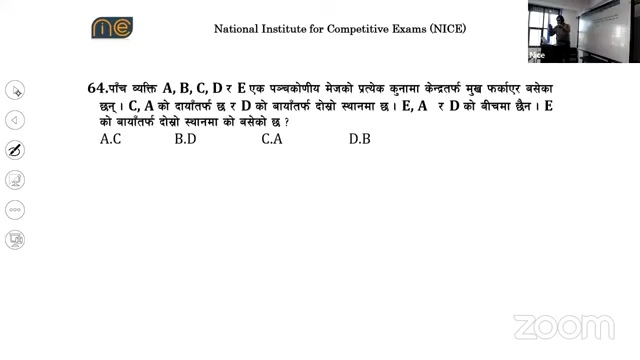 ne
National Institute for Competitive Exams (NICE)
Nice
64.पाँच व्यक्ति A, B, C, D र E एक पञ्चकोणीय मेजको प्रत्येक कुनामा केन्द्रतर्फ मुख फर्काएर बसेका
छन् । C, A को दायाँतर्फ छ र D को बायाँतर्फ दोस्रो स्थानमा छ । E, A र D को बीचमा छैन । E
को बायाँतर्फ दोस्रो स्थानमा को बसेको छ ?
A.C B.D C.A D.B
zoom